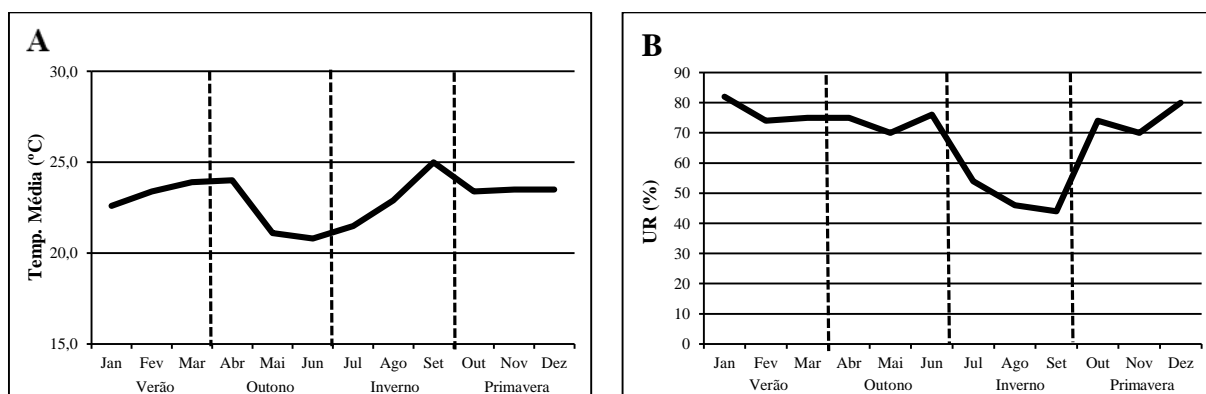 A
Temp. Média (ºC)
30,0
25,0
20,0
15,0
Jan Fev Mar Abr Mai Jun Jul Ago Set Out Nov Dez
Verão Outono Inverno Primavera
B
UR (%)
90
80
70
60
50
40
30
20
10
0
Jan Fev Mar Abr Mai Jun Jul Ago Set Out Nov Dez
Verão Outono Inverno Primavera